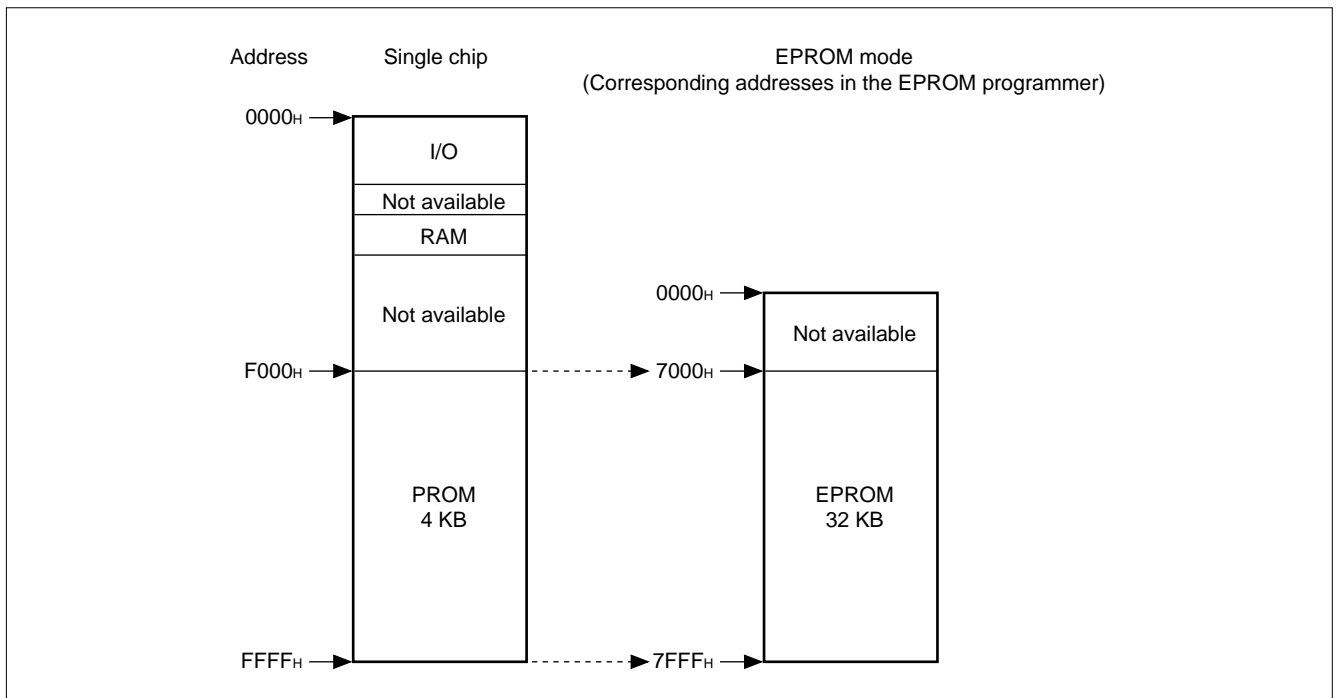 Address
Single chip
EPROM mode
(Corresponding addresses in the EPROM programmer)
0000H
I/O
Not available
RAM
Not available
0000H
Not available
F000H
7000H
PROM
4 KB
EPROM
32 KB
FFFFH
7FFFH